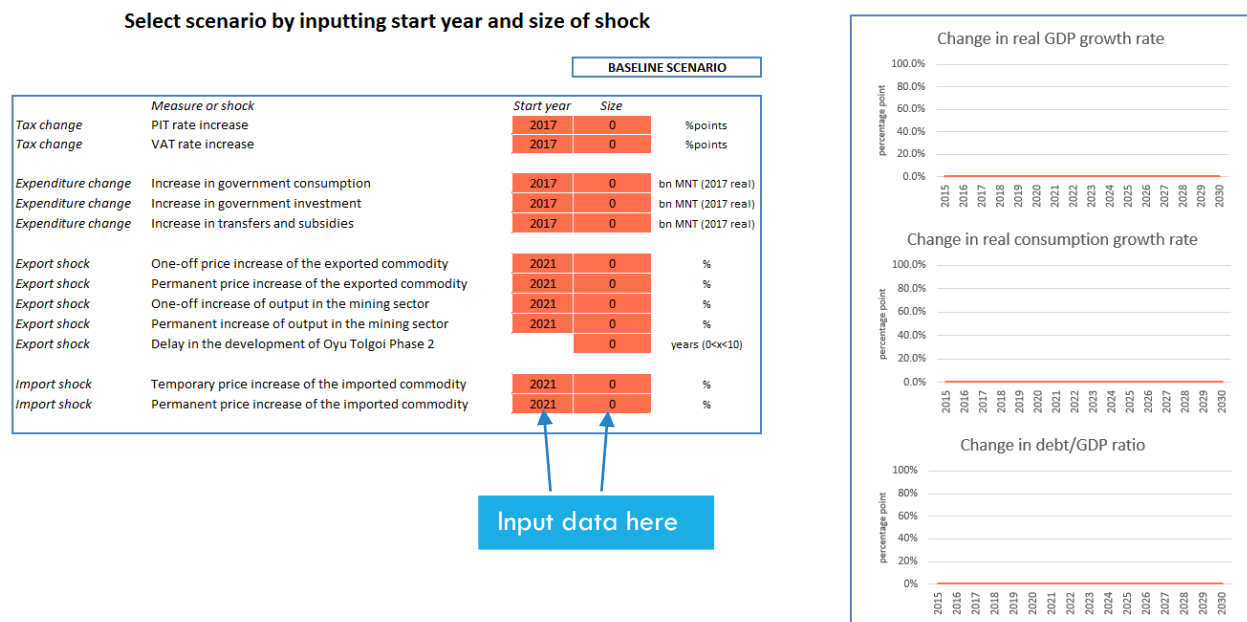 Select scenario by inputting start year and size of shock
BASELINE SCENARIO
Measure or shock Start year Size
Tax change PIT rate increase 2017 0 %points
Tax change VAT rate increase 2017 0 %points
Expenditure change Increase in government consumption 2017 0 bn MNT (2017 real)
Expenditure change Increase in government investment 2017 0 bn MNT (2017 real)
Expenditure change Increase in transfers and subsidies 2017 0 bn MNT (2017 real)
Export shock One-off price increase of the exported commodity 2021 0 %
Export shock Permanent price increase of the exported commodity 2021 0 %
Export shock One-off increase of output in the mining sector 2021 0 %
Export shock Permanent increase of output in the mining sector 2021 0 %
Export shock Delay in the development of Oyu Tolgoi Phase 2 0 years (0<x<10)
Import shock Temporary price increase of the imported commodity 2021 0 %
Import shock Permanent price increase of the imported commodity 2021 0 %
Input data here
Change in real GDP growth rate
percentage point
100.0%
80.0%
60.0%
40.0%
20.0%
0.0%
2015 2016 2017 2018 2019 2020 2021 2022 2023 2024 2025 2026 2027 2028 2029 2030
Change in real consumption growth rate
percentage point
100.0%
80.0%
60.0%
40.0%
20.0%
0.0%
2015 2016 2017 2018 2019 2020 2021 2022 2023 2024 2025 2026 2027 2028 2029 2030
Change in debt/GDP ratio
percentage point
100%
80%
60%
40%
20%
0%
2015 2016 2017 2018 2019 2020 2021 2022 2023 2024 2025 2026 2027 2028 2029 2030